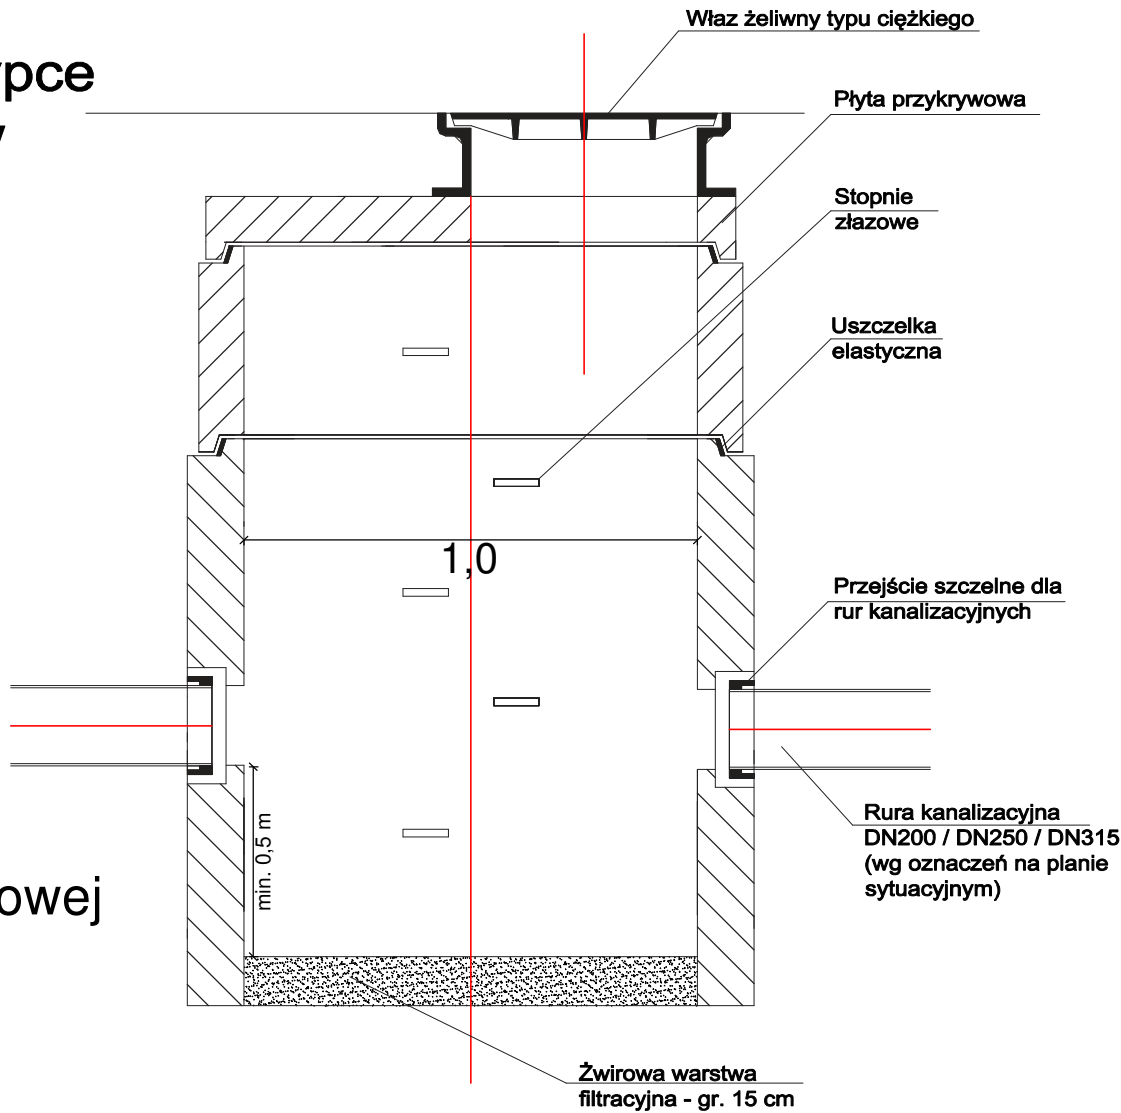 Właz żeliwny typu ciężkiego
Płyta przykrywowa
Stopnie
złazowe
Uszczelka
elastyczna
1,0
Przejście szczelne dla
rur kanalizacyjnych
min. 0,5 m
Rura kanalizacyjna
DN200 / DN250 / DN315
(wg oznaczeń na planie
sytuacyjnym)
owej
Żwirowa warstwa
filtracyjna - gr. 15 cm